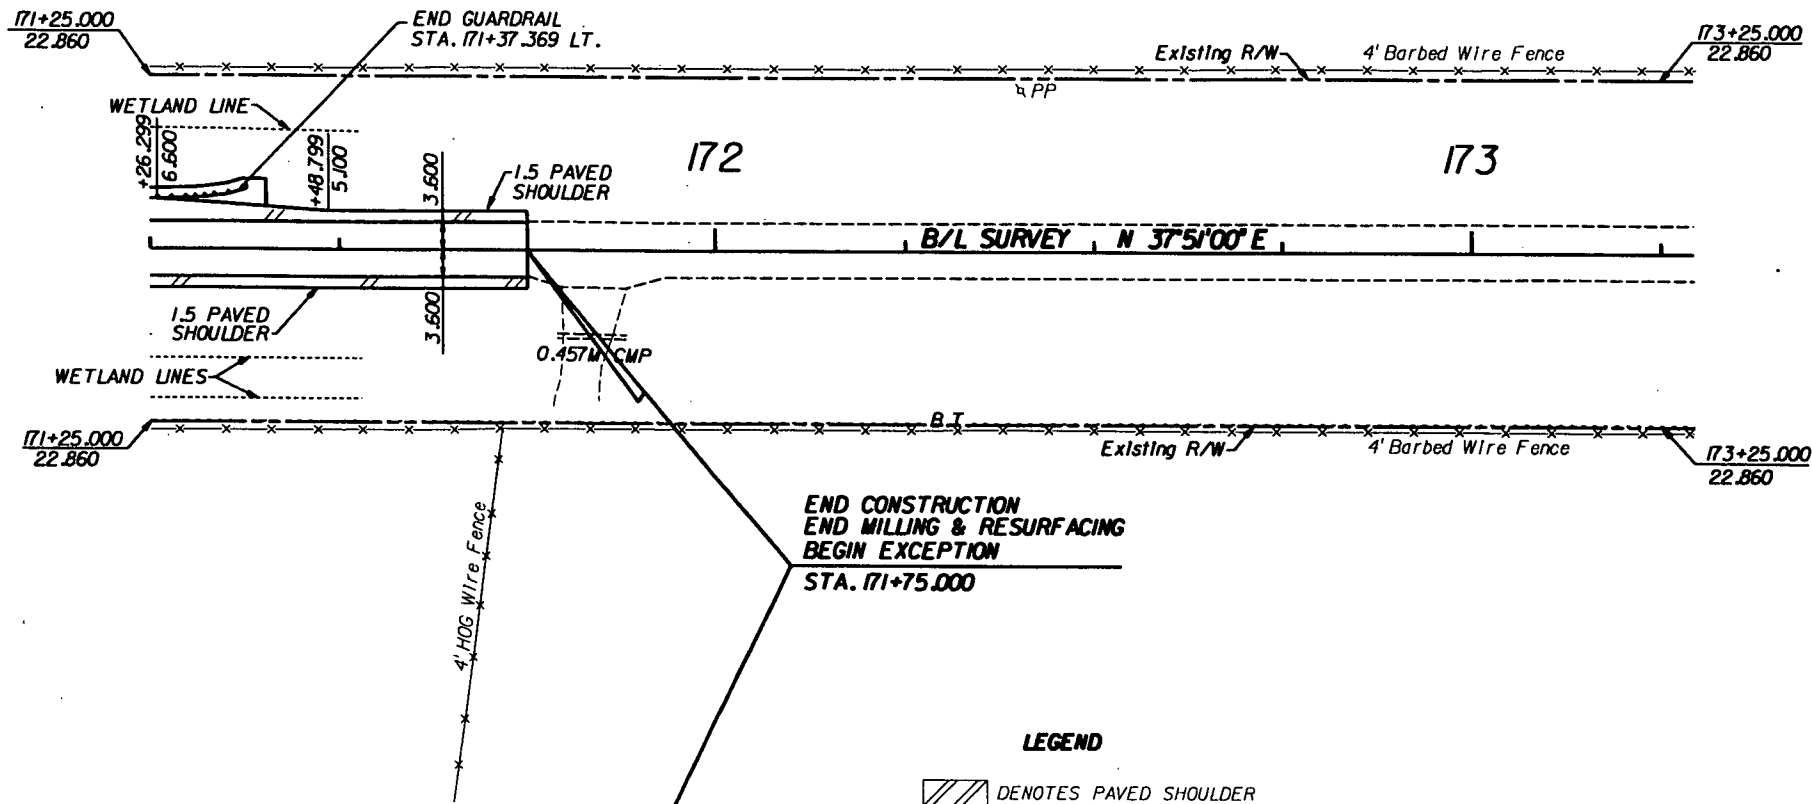 171+25.000
22.860
END GUARDRAIL
STA. 171+37.369 LT.
Existing R/W
4' Barbed Wire Fence
173+25.000
22.860
PP
WETLAND LINE
+26.299
6.600
+48.799
5.100
3.600
1.5 PAVED
SHOULDER
172
173
B/L SURVEY N 37°51'00" E
1.5 PAVED
SHOULDER
3.600
0.457M CMP
WETLAND LINES
171+25.000
22.860
B.T.
Existing R/W
4' Barbed Wire Fence
173+25.000
22.860
4' HOG Wire Fence
END CONSTRUCTION
END MILLING & RESURFACING
BEGIN EXCEPTION
STA. 171+75.000
LEGEND
DENOTES PAVED SHOULDER